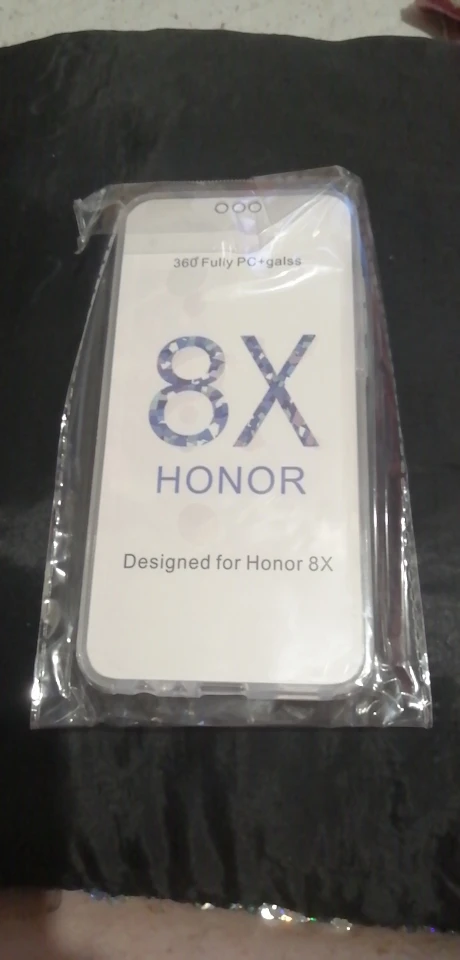 360 Fully PC+galss
8X
HONOR
Designed for Honor 8X